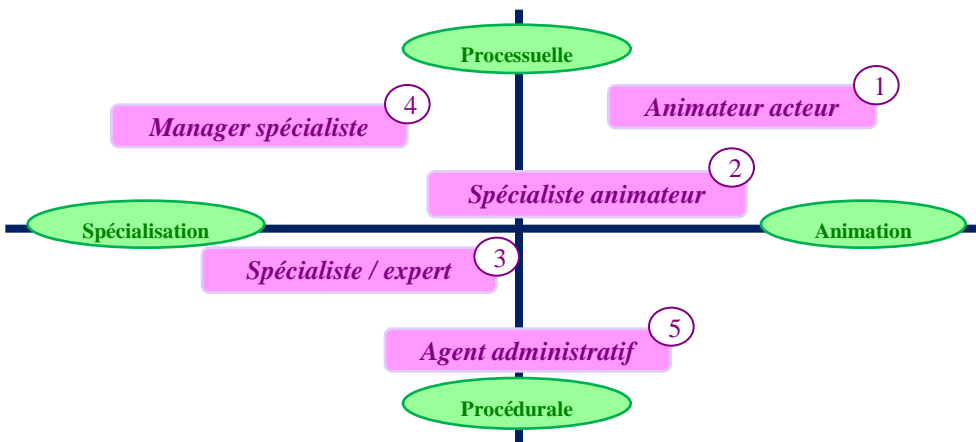 Processuelle
1
Animateur acteur
4
Manager spécialiste
2
Spécialiste animateur
Spécialisation
Animation
3
Spécialiste / expert
5
Agent administratif
Procédurale